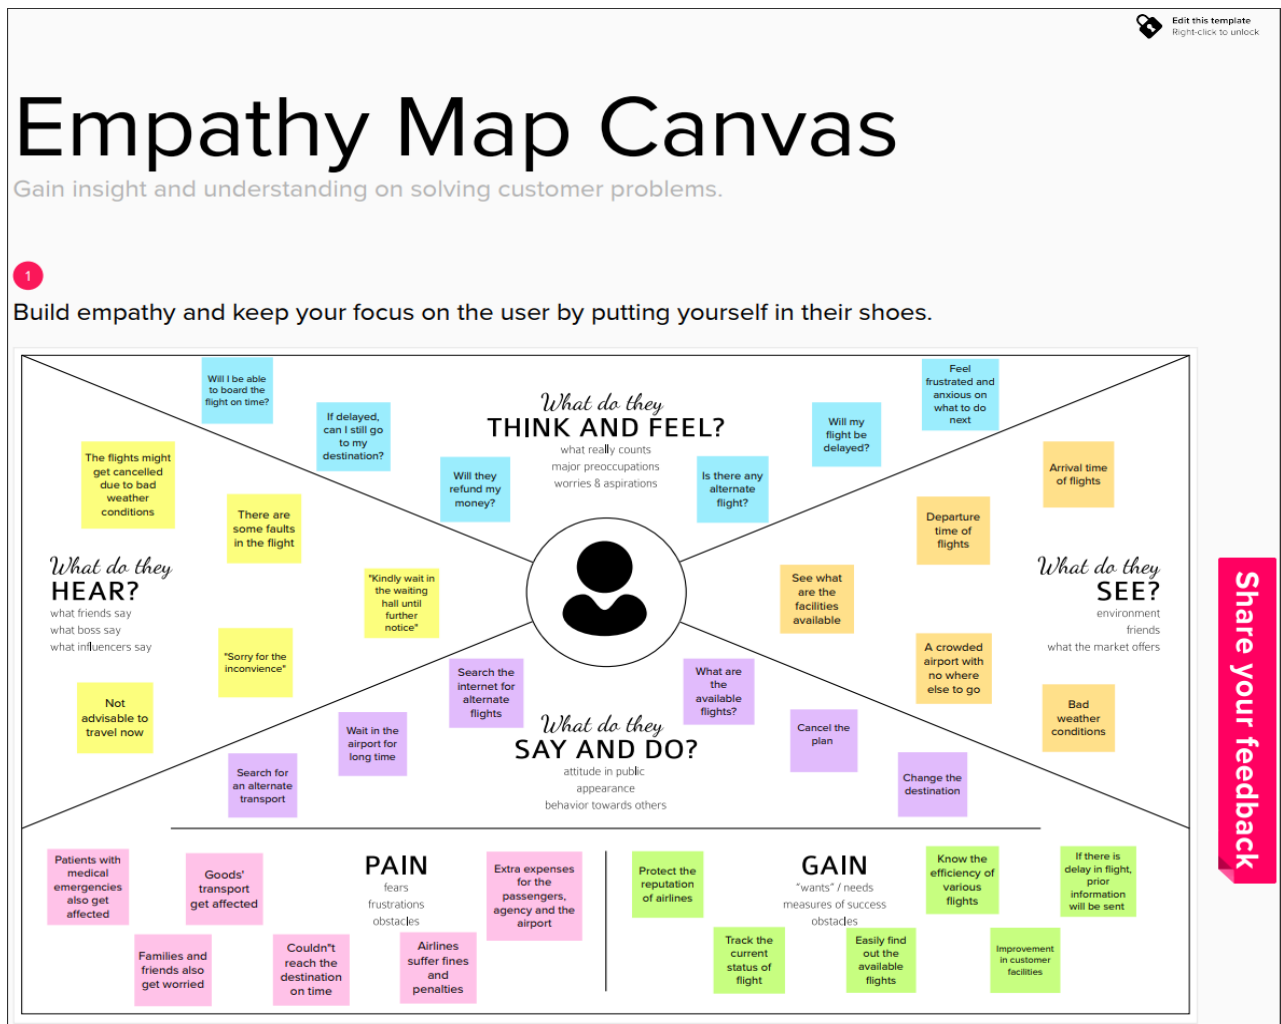 Edit this template
Right-click to unlock
Empathy Map Canvas
Gain insight and understanding on solving customer problems.
1
Build empathy and keep your focus on the user by putting yourself in their shoes.
What do they
THINK AND FEEL?
what really counts
major preoccupations
worries & aspirations
Will I be able
to board the
flight on time?
If delayed,
can I still go
to my
destination?
Will they
refund my
money?
Is there any
alternate
flight?
Will my
flight be
delayed?
Feel
frustrated and
anxious on
what to do
next
What do they
HEAR?
what friends say
what boss say
what influencers say
The flights might
get cancelled
due to bad
weather
conditions
There are
some faults
in the flight
"Kindly wait in
the waiting
hall until
further
notice"
"Sorry for the
inconvience"
Not
advisable to
travel now
What do they
SEE?
environment
friends
what the market offers
Arrival time
of flights
Departure
time of
flights
See what
are the
facilities
available
A crowded
airport with
no where
else to go
Bad
weather
conditions
What do they
SAY AND DO?
attitude in public
appearance
behavior towards others
Search the
internet for
alternate
flights
Wait in the
airport for
long time
Search for
an alternate
transport
What are
the
available
flights?
Cancel the
plan
Change the
destination
PAIN
fears
frustrations
obstacles
Patients with
medical
emergencies
also get
affected
Goods'
transport
get affected
Extra expenses
for the
passengers,
agency and the
airport
Families and
friends also
get worried
Couldn"t
reach the
destination
on time
Airlines
suffer fines
and
penalties
GAIN
"wants" / needs
measures of success
obstacles
Protect the
reputation
of airlines
Know the
efficiency of
various
flights
If there is
delay in flight,
prior
information
will be sent
Track the
current
status of
flight
Easily find
out the
available
flights
Improvement
in customer
facilities
Share your feedback